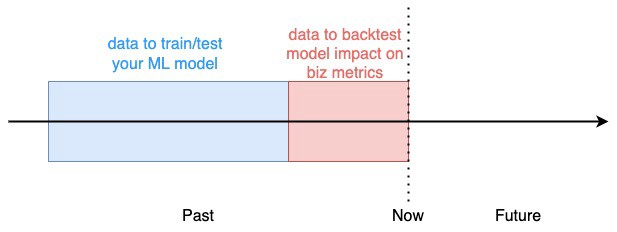 data to train/test
your ML model
data to backtest
model impact on
biz metrics
Past
Now
Future